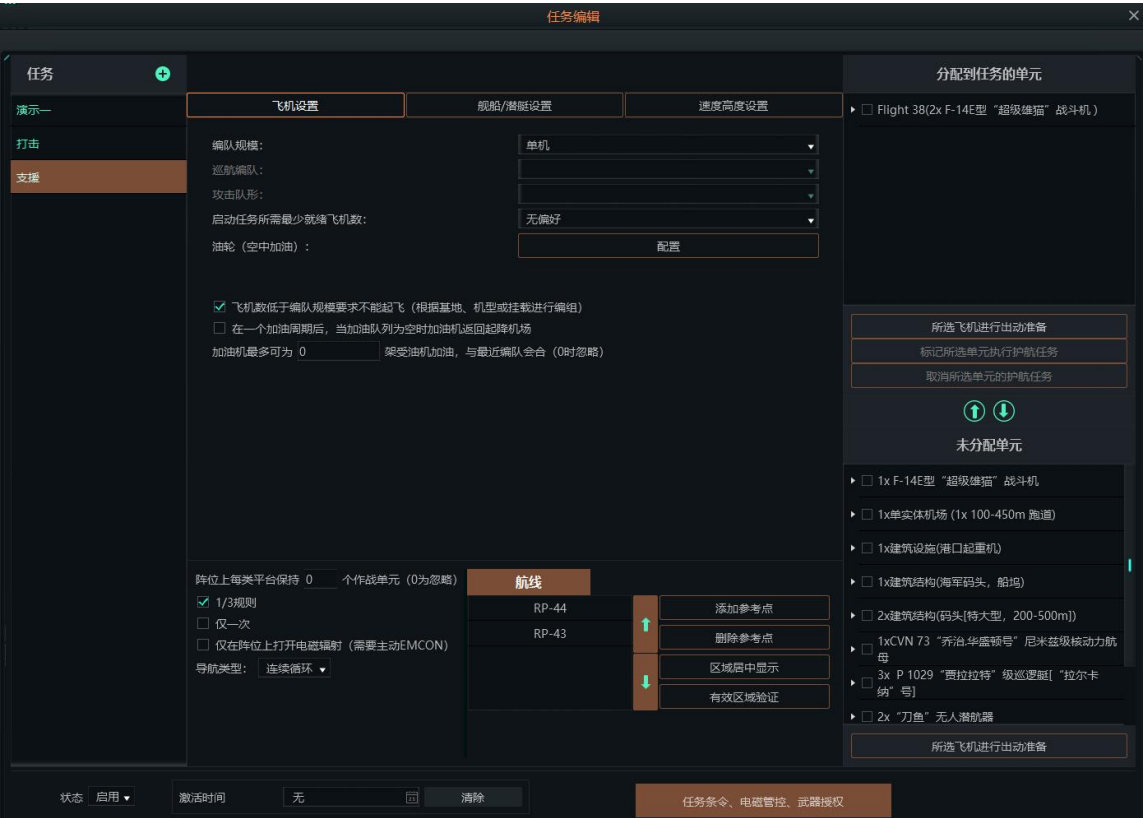 任务编辑
任务
演示一
打击
支援
飞机设置
舰船/潜艇设置
速度高度设置
编队规模:
单机
巡航编队:
攻击队形:
启动任务所需最少就绪飞机数:
无偏好
油轮（空中加油）:
配置
飞机数低于编队规模要求不能起飞（根据基地、机型或挂载进行编组）
在一个加油周期后，当加油队列为空时加油机返回起降机场
加油机最多可为 0 架受油机加油，与最近编队会合（0时忽略）
阵位上每类平台保持 0 个作战单元（0为忽略）
1/3规则
仅一次
仅在阵位上打开电磁辐射（需要主动EMCON）
导航类型: 连续循环
航线
RP-44
RP-43
添加参考点
删除参考点
区域居中显示
有效区域验证
分配到任务的单元
Flight 38(2x F-14E型“超级雄猫”战斗机)
所选飞机进行出动准备
标记所选单元执行护航任务
取消所选单元的护航任务
未分配单元
1x F-14E型“超级雄猫”战斗机
1x单实体机场 (1x 100-450m 跑道)
1x建筑设施(港口起重机)
1x建筑结构(海军码头，船坞)
2x建筑结构(码头[特大型，200-500m])
1xCVN 73“乔治.华盛顿号”尼米兹级核动力航
母
3x P 1029“贾拉拉特”级巡逻艇[“拉尔卡
纳”号]
2x“刀鱼”无人潜航器
所选飞机进行出动准备
状态 启用
激活时间 无
清除
任务条令、电磁管控、武器授权